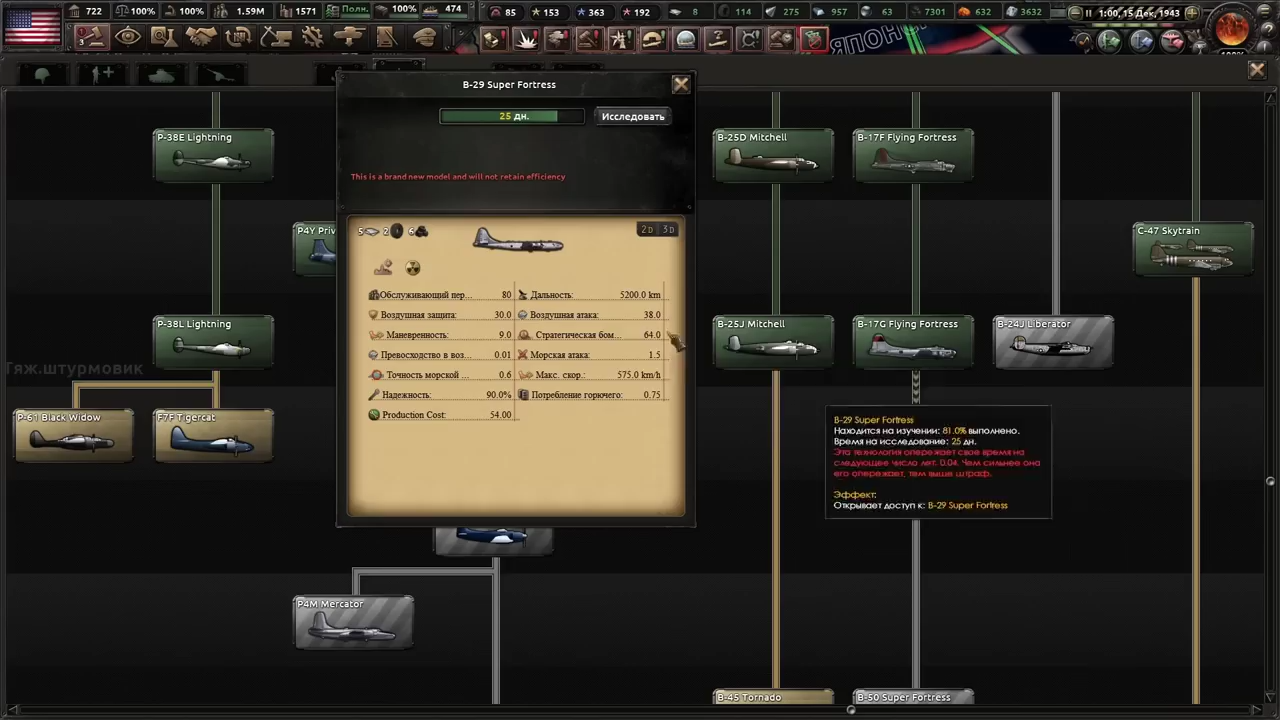 722 100% 100% 1.59M 1571 Полн. 100% 474 85 153 363 192 8 114 275 957 63 7301 632 3632 1:00, 15 Дек, 1943
3
ЯПОН
100%
B-29 Super Fortress
25 дн.
Исследовать
This is a brand new model and will not retain efficiency
5 2 6
2D 3D
Обслуживающий пер... 80
Дальность: 5200.0 km
Воздушная защита: 30.0
Воздушная атака: 38.0
Маневренность: 9.0
Стратегическая бом... 64.0
Превосходство в воз... 0.01
Морская атака: 1.5
Точность морской ... 0.6
Макс. скор.: 575.0 km/h
Надежность: 90.0%
Потребление горючего: 0.75
Production Cost: 54.00
P-38E Lightning
B-25D Mitchell
B-17F Flying Fortress
P4Y Priv
C-47 Skytrain
P-38L Lightning
B-25J Mitchell
B-17G Flying Fortress
B-24J Liberator
Тяж.штурмовик
P-61 Black Widow
F7F Tigercat
B-29 Super Fortress
Находится на изучении: 81.0% выполнено.
Время на исследование: 25 дн.
Эта технология опережает свое время на
следующее число лят: 0.04. Чем сильнее она
его опережает, тем выше штраф.
Эффект:
Открывает доступ к: B-29 Super Fortress
P4M Mercator
B-45 Tornado
B-50 Super Fortress